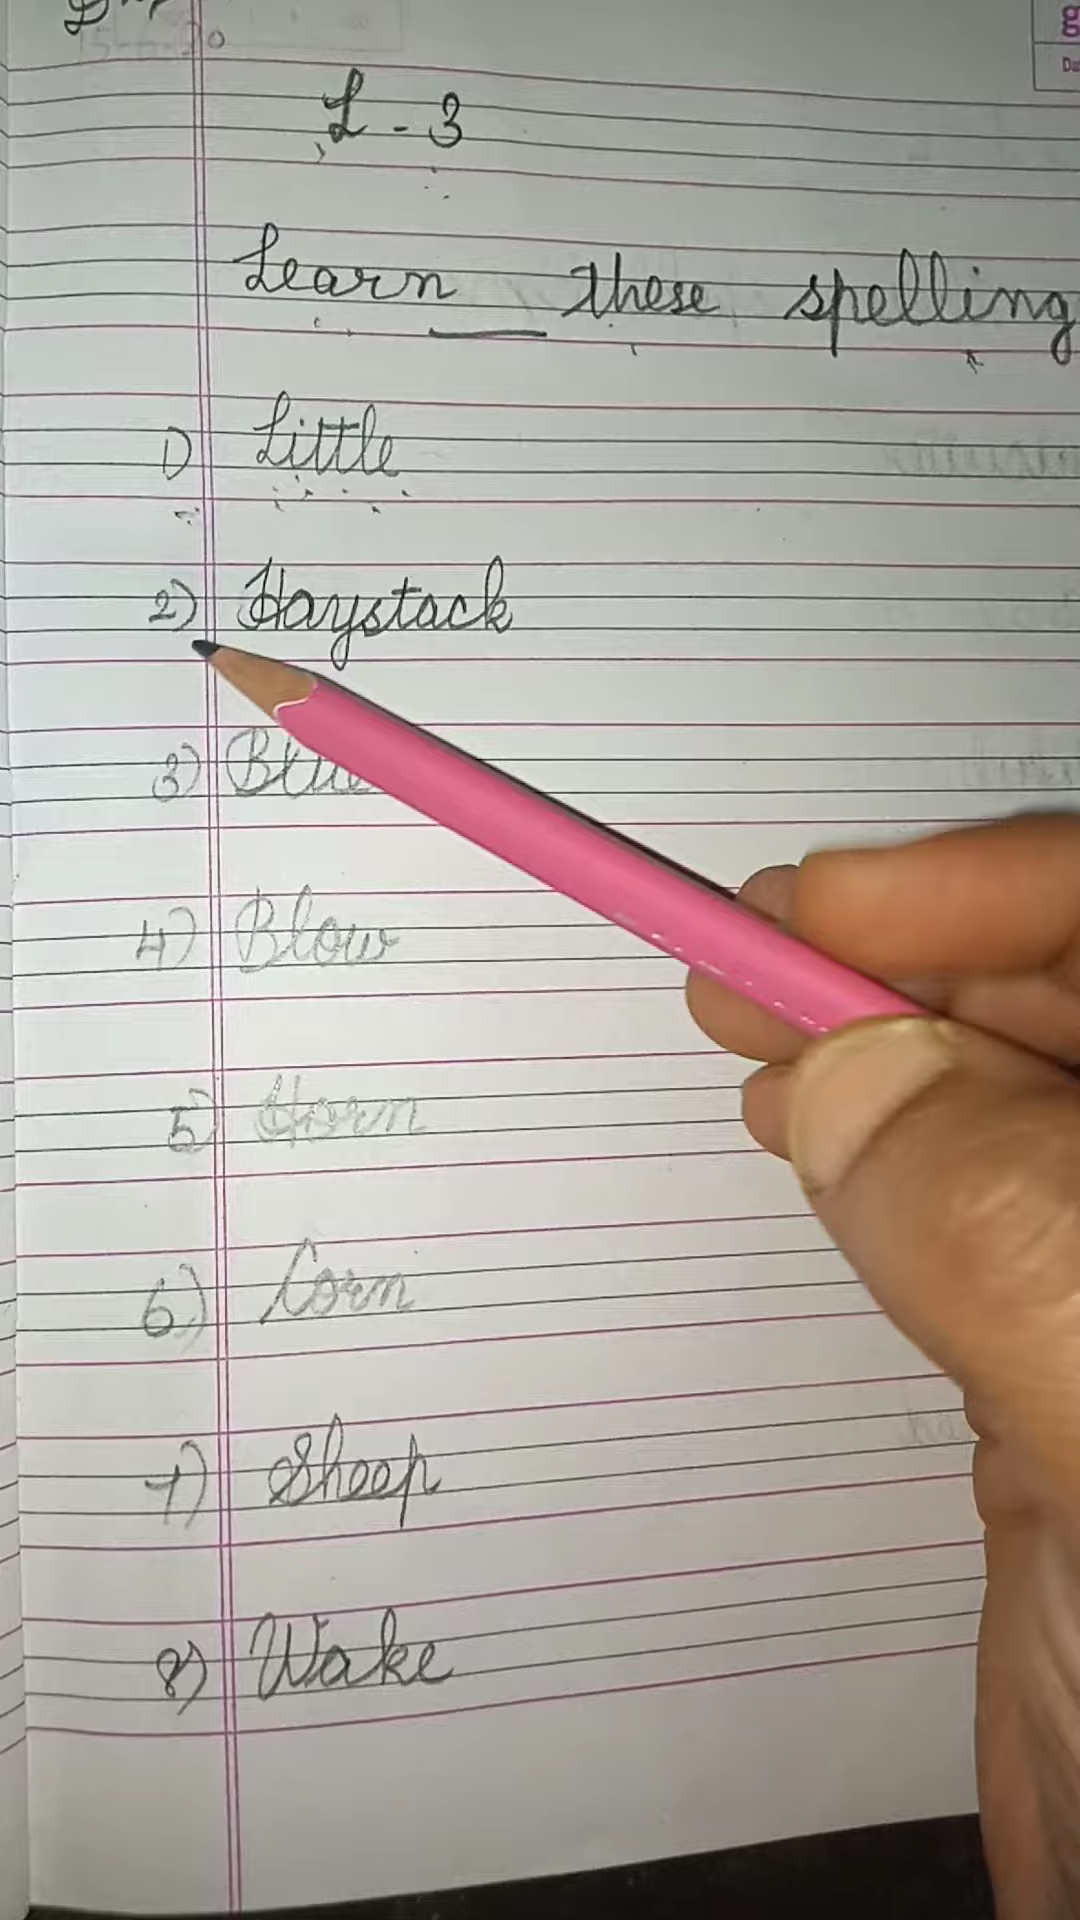 L - 3
Learn these spelling
1) Little
2) Haystack
3) Blue
4) Blow
5) Horn
6) Corn
7) Sheep
8) Wake